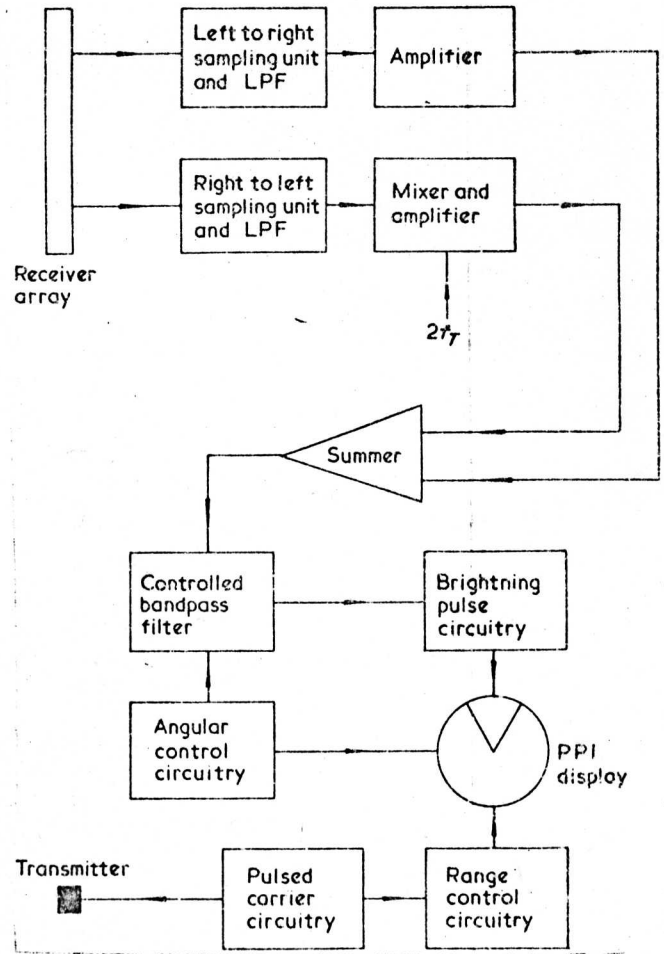 Left to right
sampling unit
and LPF
Amplifier
Right to left
sampling unit
and LPF
Mixer and
amplifier
Receiver
array
2fT
Summer
Controlled
bandpass
filter
Brightning
pulse
circuitry
Angular
control
circuitry
PPI
display
Transmitter
Pulsed
carrier
circuitry
Range
control
circuitry